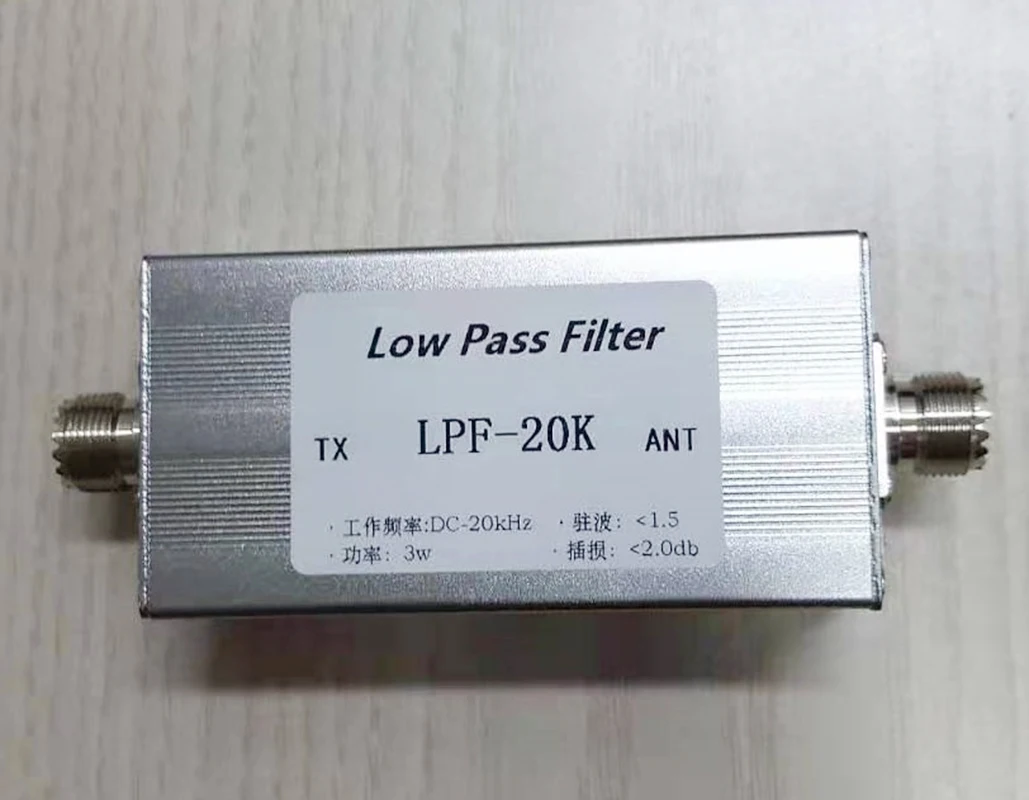 Low Pass Filter
TX LPF-20K ANT
· 工作频率:DC-20kHz · 驻波: <1.5
· 功率: 3w · 插损: <2.0db